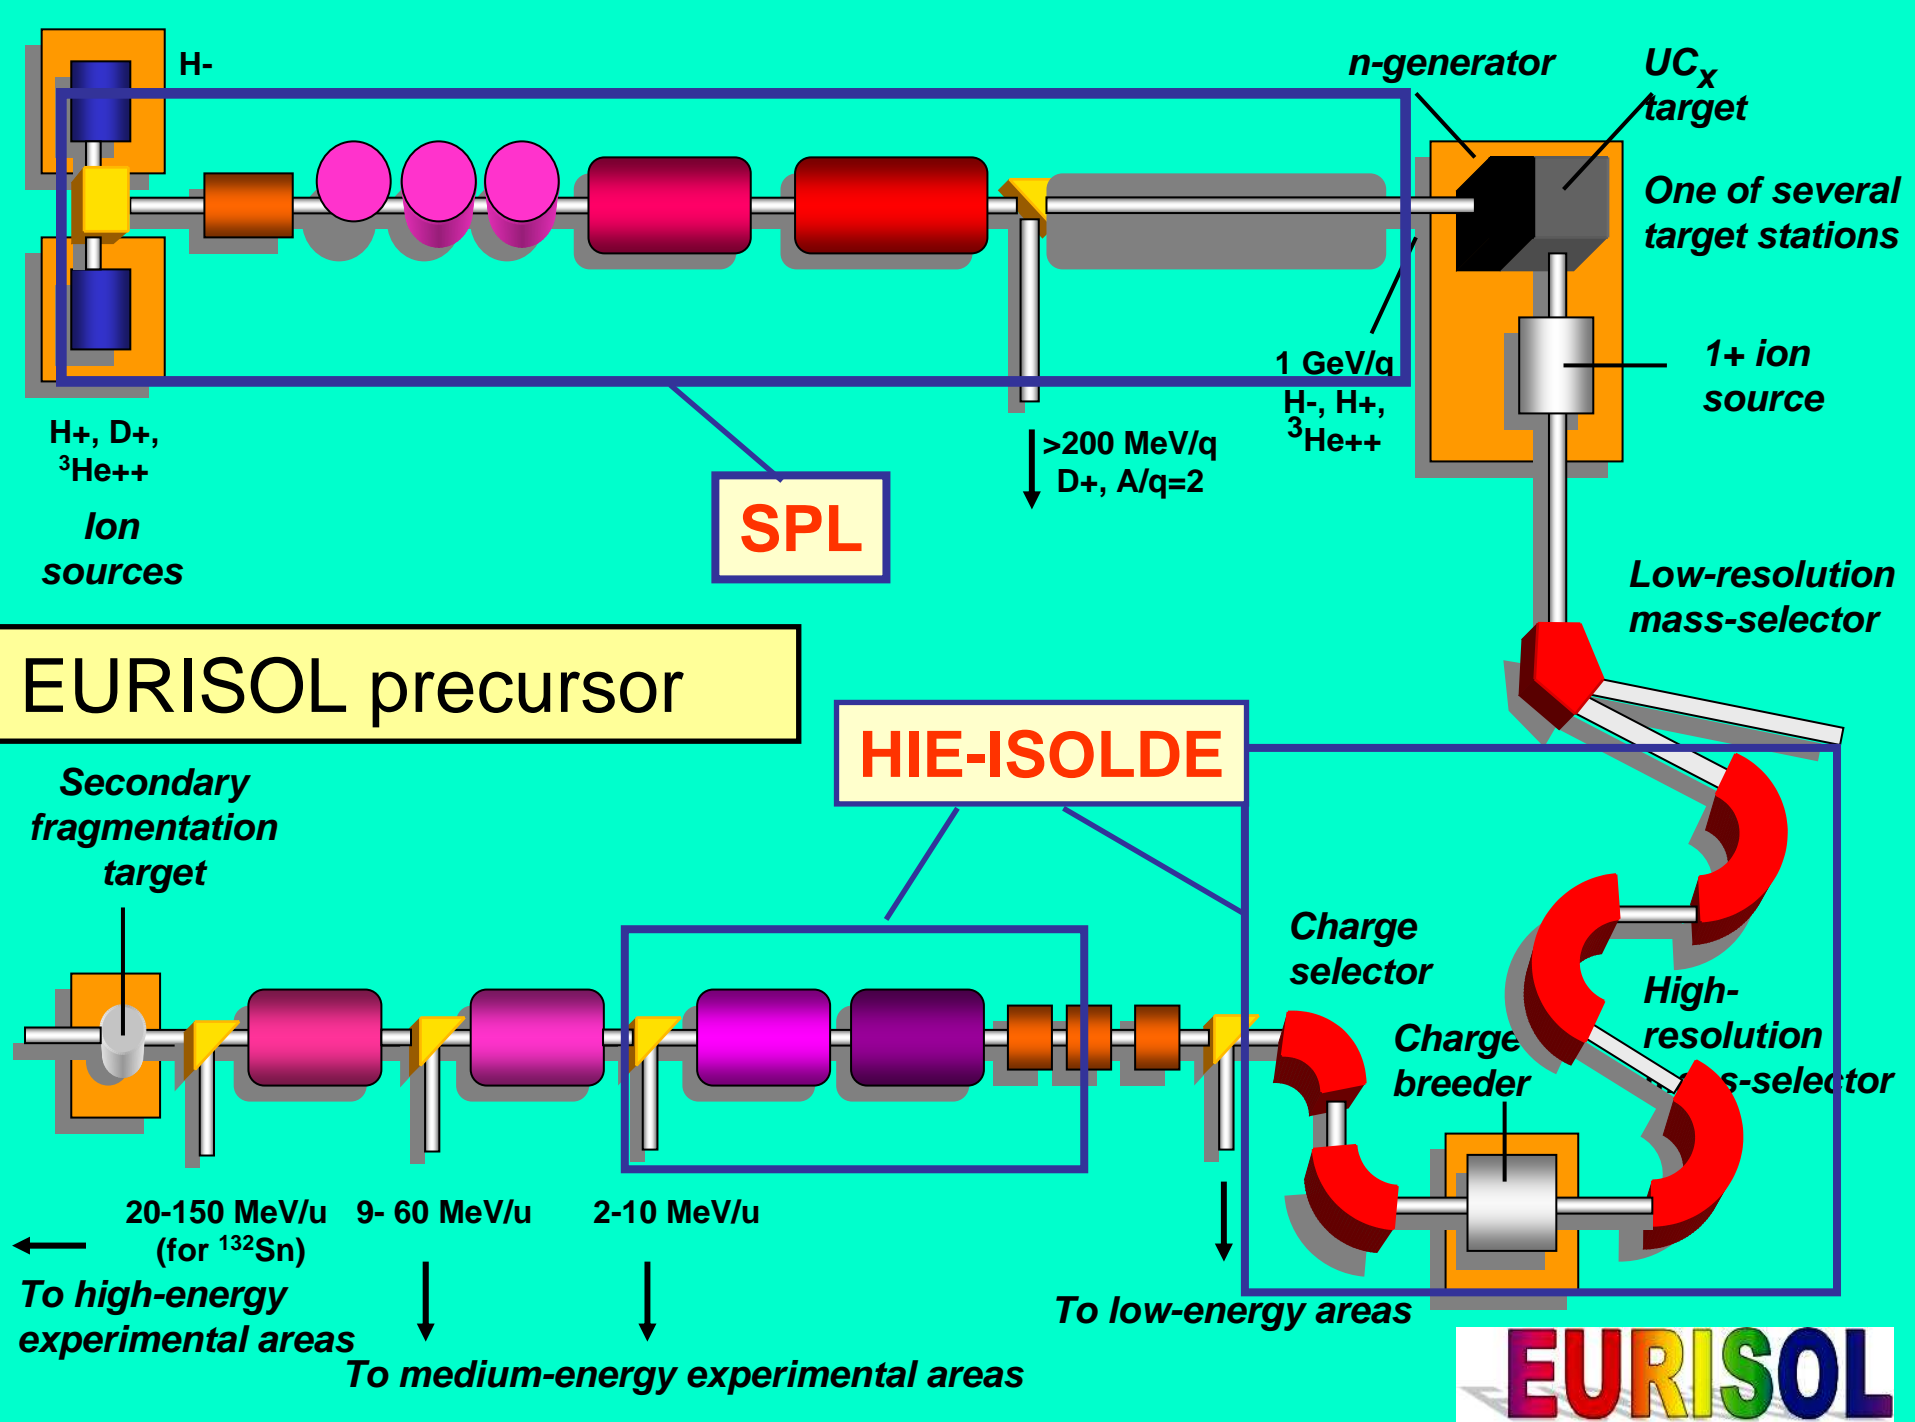 H-
n-generator
UCx
target
One of several
target stations
1+ ion
source
1 GeV/q
H-, H+,
³He++
>200 MeV/q
D+, A/q=2
H+, D+,
³He++
Ion
sources
SPL
Low-resolution
mass-selector
EURISOL precursor
HIE-ISOLDE
Secondary
fragmentation
target
Charge
selector
Charge
breeder
High-
resolution
mass-selector
20-150 MeV/u
(for ¹³²Sn)
9- 60 MeV/u
2-10 MeV/u
To high-energy
experimental areas
To medium-energy experimental areas
To low-energy areas
EURISOL